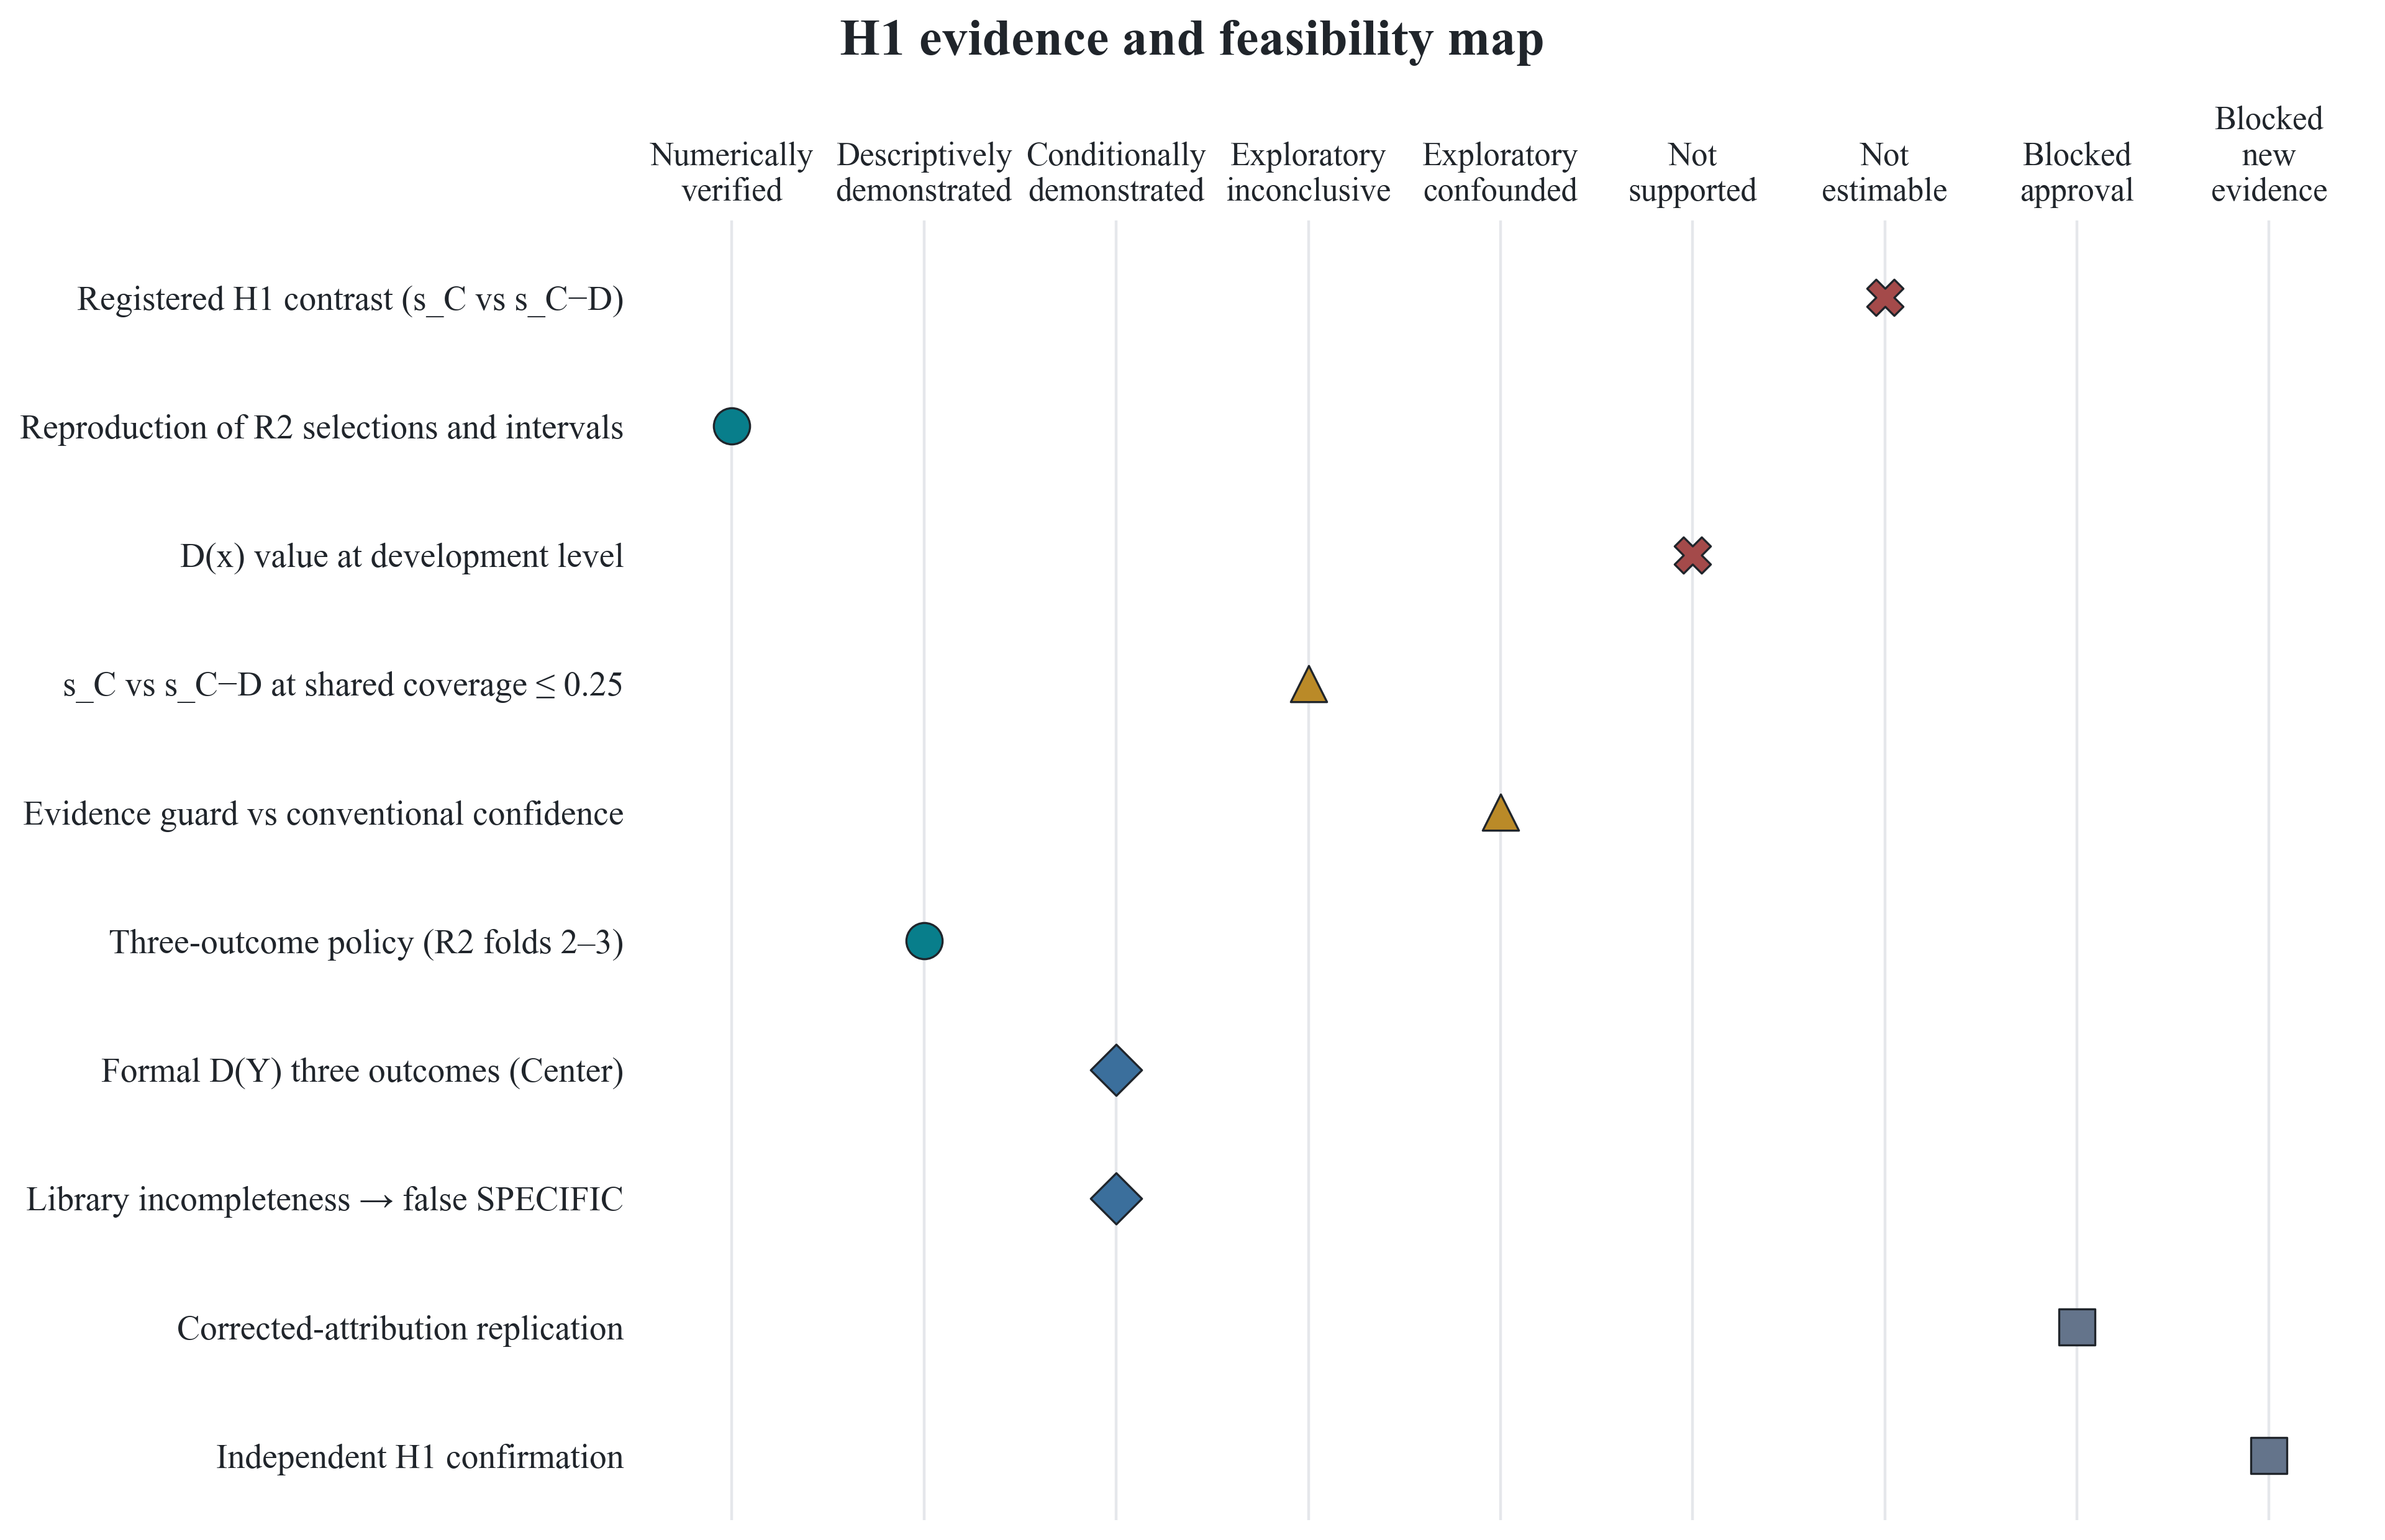 H1 evidence and feasibility map
Numerically
verified
Descriptively
demonstrated
Conditionally
demonstrated
Exploratory
inconclusive
Exploratory
confounded
Not
supported
Not
estimable
Blocked
approval
Blocked
new
evidence
Registered H1 contrast (s_C vs s_C−D)
Reproduction of R2 selections and intervals
D(x) value at development level
s_C vs s_C−D at shared coverage ≤ 0.25
Evidence guard vs conventional confidence
Three-outcome policy (R2 folds 2–3)
Formal D(Y) three outcomes (Center)
Library incompleteness → false SPECIFIC
Corrected-attribution replication
Independent H1 confirmation